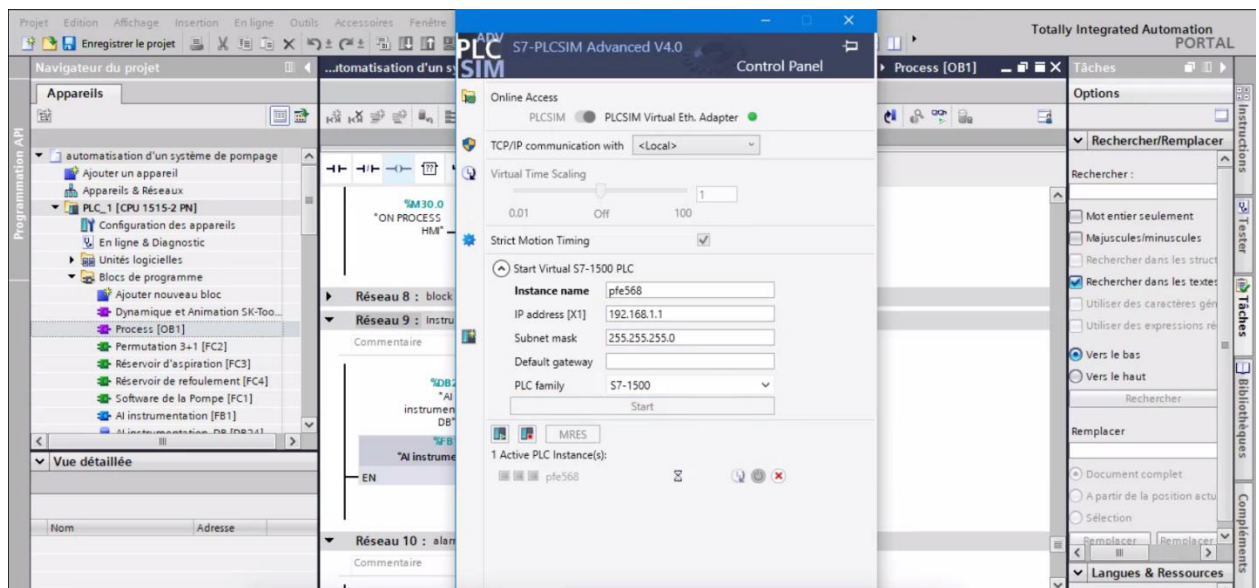 Projet Edition Affichage Insertion En ligne Outils Accessoires Fenêtre
Totally Integrated Automation
PORTAL
Enregistrer le projet
Navigateur du projet
...utomatisation d'un s
Process [OB1]
Tâches
Appareils
Options
Programmation API
automatisation d'un système de pompage
Ajouter un appareil
Appareils & Réseaux
PLC_1 [CPU 1515-2 PN]
Configuration des appareils
En ligne & Diagnostic
Unités logicielles
Blocs de programme
Ajouter nouveau bloc
Dynamique et Animation SK-Too...
Process [OB1]
Permutation 3+1 [FC2]
Réservoir d'aspiration [FC3]
Réservoir de refoulement [FC4]
Software de la Pompe [FC1]
AI instrumentation [FB1]
AI instrumentation_DB [DB24]
Vue détaillée
Nom Adresse
%M30.0
"ON PROCESS
HMI"
Réseau 8 : block
Réseau 9 : Instru
Commentaire
%DB2
"AI
instrumen
DB"
%FB
"AI instrume
EN
Réseau 10 : alarm
Commentaire
ADV
PLC
SIM
S7-PLCSIM Advanced V4.0
Control Panel
Online Access
PLCSIM PLCSIM Virtual Eth. Adapter
TCP/IP communication with <Local>
Virtual Time Scaling
1
0.01 Off 100
Strict Motion Timing
Start Virtual S7-1500 PLC
Instance name pfe568
IP address [X1] 192.168.1.1
Subnet mask 255.255.255.0
Default gateway
PLC family S7-1500
Start
MRES
1 Active PLC Instance(s):
pfe568
Rechercher/Remplacer
Rechercher :
Mot entier seulement
Majuscules/minuscules
Rechercher dans les struct
Rechercher dans les textes
Utiliser des caractères gén
Utiliser des expressions ré
Vers le bas
Vers le haut
Rechercher
Remplacer
Document complet
A partir de la position actu
Sélection
Remplacer Remplacer
Langues & Ressources
Instructions
Tester
Tâches
Bibliothèques
Compléments